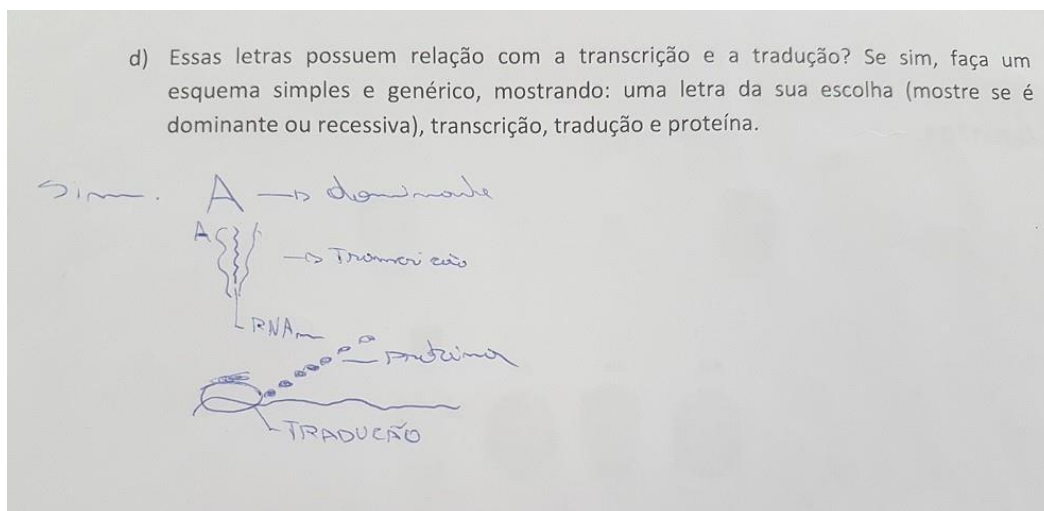 d) Essas letras possuem relação com a transcrição e a tradução? Se sim, faça um
esquema simples e genérico, mostrando: uma letra da sua escolha (mostre se é
dominante ou recessiva), transcrição, tradução e proteína.
Sim. A → dominante
A
→ Transcrição
RNAm
proteína
TRADUCÃO